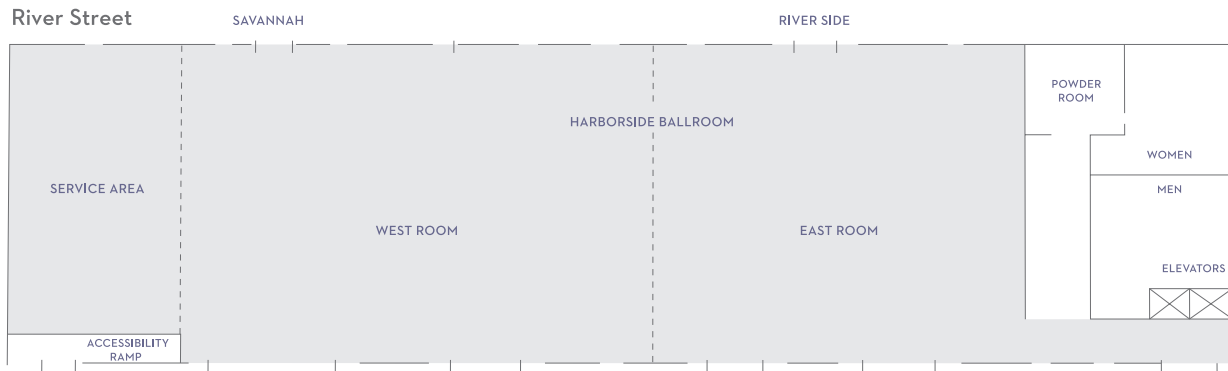 River Street
SAVANNAH
RIVER SIDE
POWDER
ROOM
HARBORSIDE BALLROOM
WOMEN
SERVICE AREA
MEN
WEST ROOM
EAST ROOM
ELEVATORS
ACCESSIBILITY
RAMP